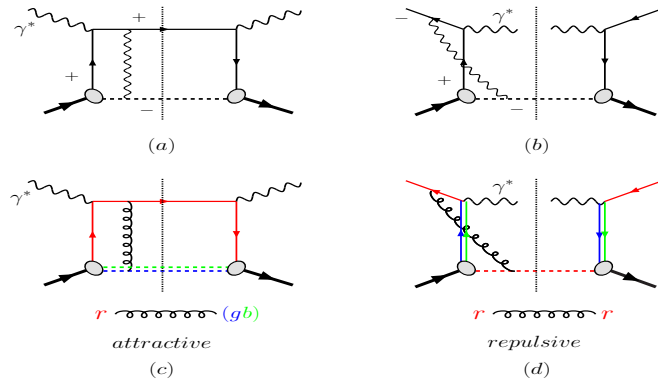 γ* + + −
(a)
− γ* + −
(b)
γ*
r (gb)
attractive
(c)
γ*
r r
repulsive
(d)